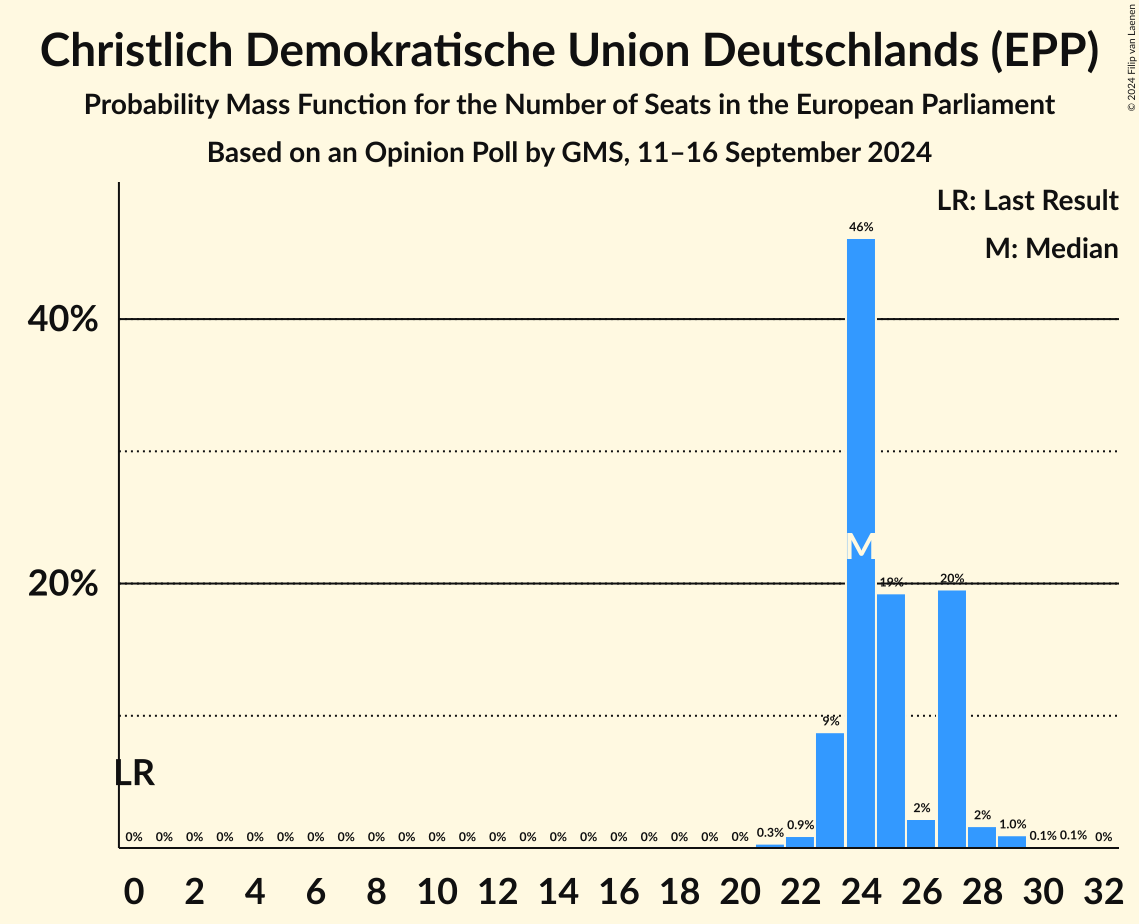 Christlich Demokratische Union Deutschlands (EPP)
Probability Mass Function for the Number of Seats in the European Parliament
Based on an Opinion Poll by GMS, 11–16 September 2024
© 2024 Filip van Laenen
LR: Last Result
M: Median
46%
40%
M
20%
19%
20%
9%
LR
0% 0% 0% 0% 0% 0% 0% 0% 0% 0% 0% 0% 0% 0% 0% 0% 0% 0% 0% 0% 0% 0.3% 0.9% 2% 2% 1.0% 0.1% 0.1% 0%
0 2 4 6 8 10 12 14 16 18 20 22 24 26 28 30 32